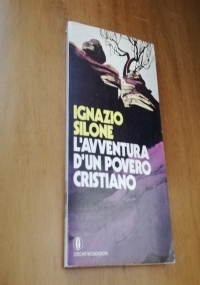 IGNAZIO
SILONE
L'AVVENTURA
D'UN POVERO
CRISTIANO
OSCAR MONDADORI